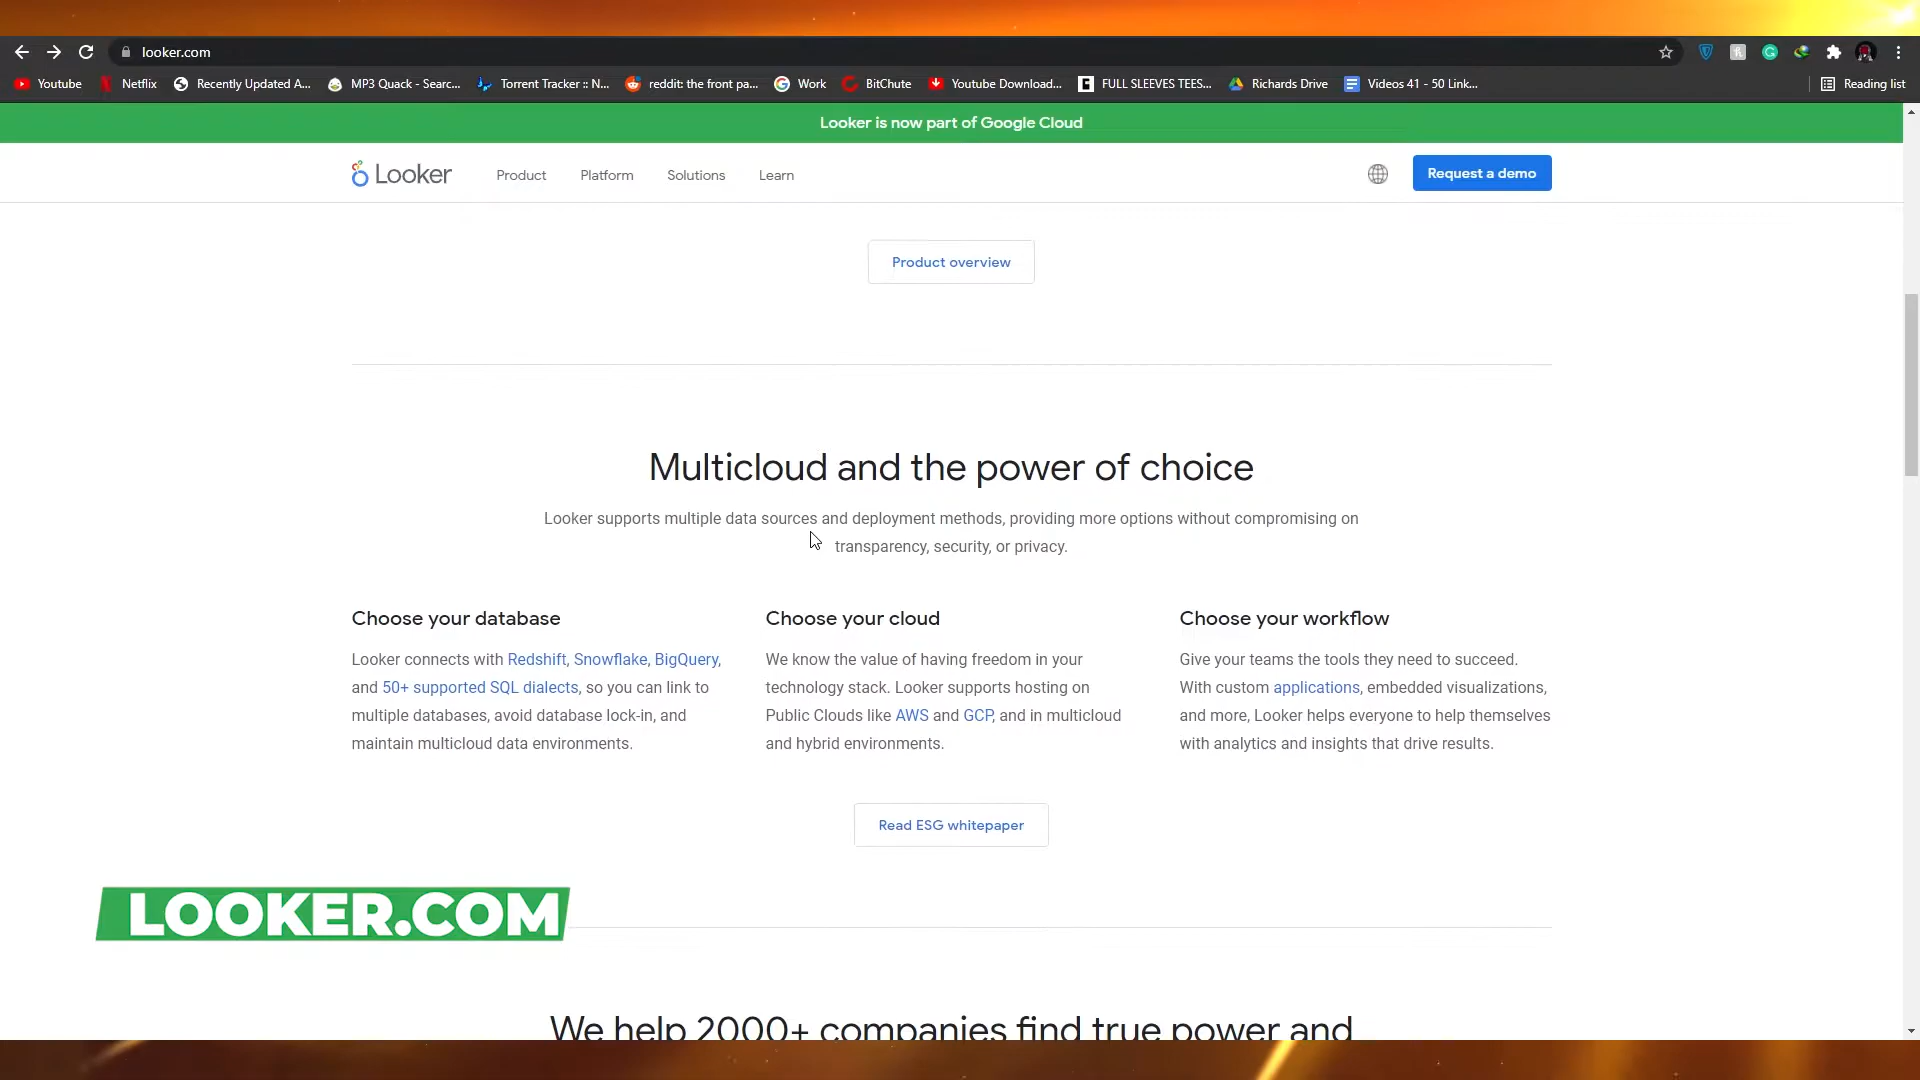 looker.com
Youtube
Netflix
Recently Updated A...
MP3 Quack - Searc...
Torrent Tracker :: N...
reddit: the front pa...
Work
BitChute
Youtube Download...
FULL SLEEVES TEES...
Richards Drive
Videos 41 - 50 Link...
Reading list
Looker is now part of Google Cloud
Looker
Product
Platform
Solutions
Learn
Request a demo
Product overview
Multicloud and the power of choice
Looker supports multiple data sources and deployment methods, providing more options without compromising on
transparency, security, or privacy.
Choose your database
Looker connects with Redshift, Snowflake, BigQuery,
and 50+ supported SQL dialects, so you can link to
multiple databases, avoid database lock-in, and
maintain multicloud data environments.
Choose your cloud
We know the value of having freedom in your
technology stack. Looker supports hosting on
Public Clouds like AWS and GCP, and in multicloud
and hybrid environments.
Choose your workflow
Give your teams the tools they need to succeed.
With custom applications, embedded visualizations,
and more, Looker helps everyone to help themselves
with analytics and insights that drive results.
Read ESG whitepaper
LOOKER.COM
We help 2000+ companies find true power and